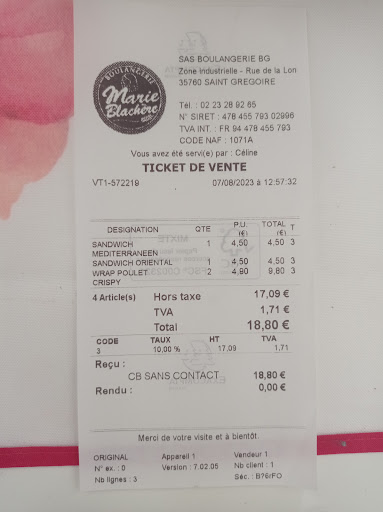 BOULANGERIE
Marie
Blachère
SAS BOULANGERIE BG
Zone industrielle - Rue de la Lon
35760 SAINT GREGOIRE
Tél. : 02 23 28 92 65
N° SIRET : 478 455 793 02996
TVA INT. : FR 94 478 455 793
CODE NAF : 1071A
Vous avez été servi(e) par : Céline
TICKET DE VENTE
VT1-572219 07/08/2023 à 12:57:32
DESIGNATION QTE P.U. (€) TOTAL (€) T
SANDWICH 1 4,50 4,50 3
MEDITERRANEEN
SANDWICH ORIENTAL 1 4,50 4,50 3
WRAP POULET 2 4,90 9,80 3
CRISPY
4 Article(s) Hors taxe 17,09 €
TVA 1,71 €
Total 18,80 €
CODE TAUX HT TVA
3 10,00 % 17,09 1,71
Reçu :
CB SANS CONTACT 18,80 €
Rendu : 0,00 €
Merci de votre visite et à bientôt.
ORIGINAL Appareil 1 Vendeur 1
N° ex. : 0 Version : 7.02.05 Nb client : 1
Nb lignes : 3 Séc. : B?6rFO